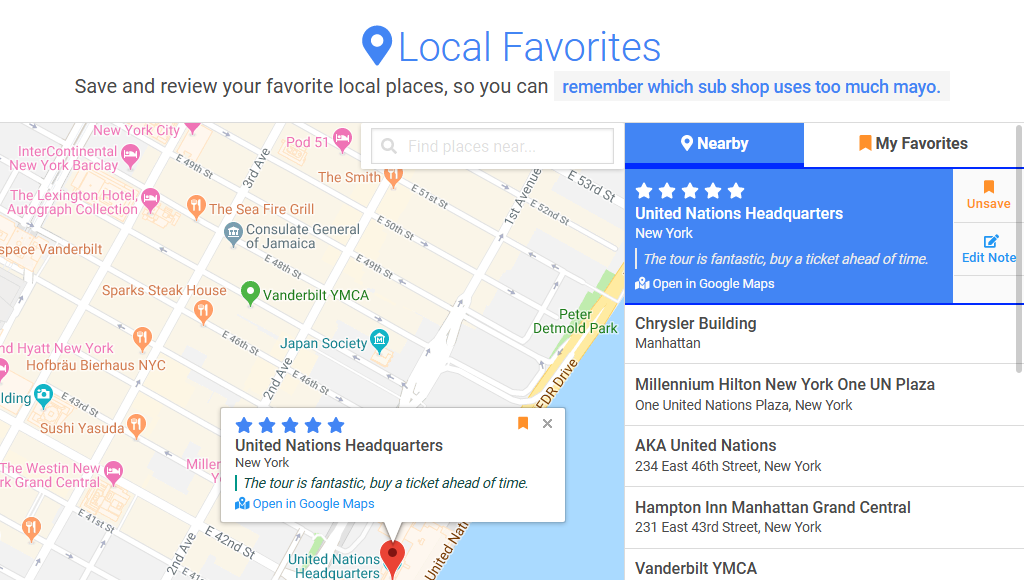 Local Favorites
Save and review your favorite local places, so you can remember which sub shop uses too much mayo.
New York City
Pod 51
InterContinental
New York Barclay
E 49th St
3rd Ave
The Smith
Find places near...
1st Avenue
E 53rd St
The Lexington Hotel,
Autograph Collection
The Sea Fire Grill
E 51st St
E 52nd St
Consulate General
of Jamaica
E 50th St
space Vanderbilt
E 48th St
E 49th St
Sparks Steak House
Vanderbilt YMCA
Peter
Detmold Park
E 46th St
Japan Society
nd Hyatt New York
Hofbräu Bierhaus NYC
2nd Ave
E 46th St
FDR Drive
lding
E 43rd St
Sushi Yasuda
The Westin New
rk Grand Central
Miller
E 41st St
E 42nd St
2nd Ave
United Nations Headquarters
New York
The tour is fantastic, buy a ticket ahead of time.
Open in Google Maps
United Nations
Headquarters
United Nati
Nearby
My Favorites
United Nations Headquarters
New York
The tour is fantastic, buy a ticket ahead of time.
Open in Google Maps
Unsave
Edit Note
Chrysler Building
Manhattan
Millennium Hilton New York One UN Plaza
One United Nations Plaza, New York
AKA United Nations
234 East 46th Street, New York
Hampton Inn Manhattan Grand Central
231 East 43rd Street, New York
Vanderbilt YMCA